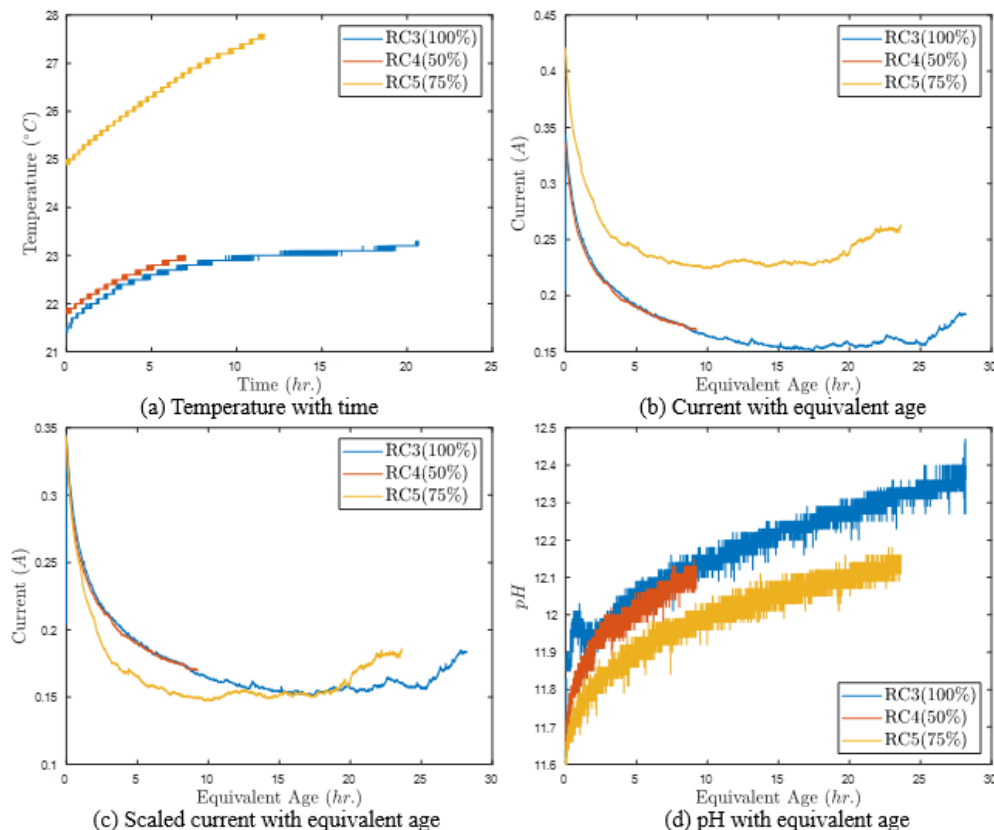 28
27
26
25
24
23
22
21
Temperature (°C)
0
5
10
15
20
25
Time (hr.)
RC3(100%)
RC4(50%)
RC5(75%)
(a) Temperature with time
0.45
0.4
0.35
0.3
0.25
0.2
0.15
Current (A)
0
5
10
15
20
25
30
Equivalent Age (hr.)
RC3(100%)
RC4(50%)
RC5(75%)
(b) Current with equivalent age
0.35
0.3
0.25
0.2
0.15
0.1
Current (A)
0
5
10
15
20
25
30
Equivalent Age (hr.)
RC3(100%)
RC4(50%)
RC5(75%)
(c) Scaled current with equivalent age
12.5
12.4
12.3
12.2
12.1
12
11.9
11.8
11.7
11.6
pH
0
5
10
15
20
25
30
Equivalent Age (hr.)
RC3(100%)
RC4(50%)
RC5(75%)
(d) pH with equivalent age